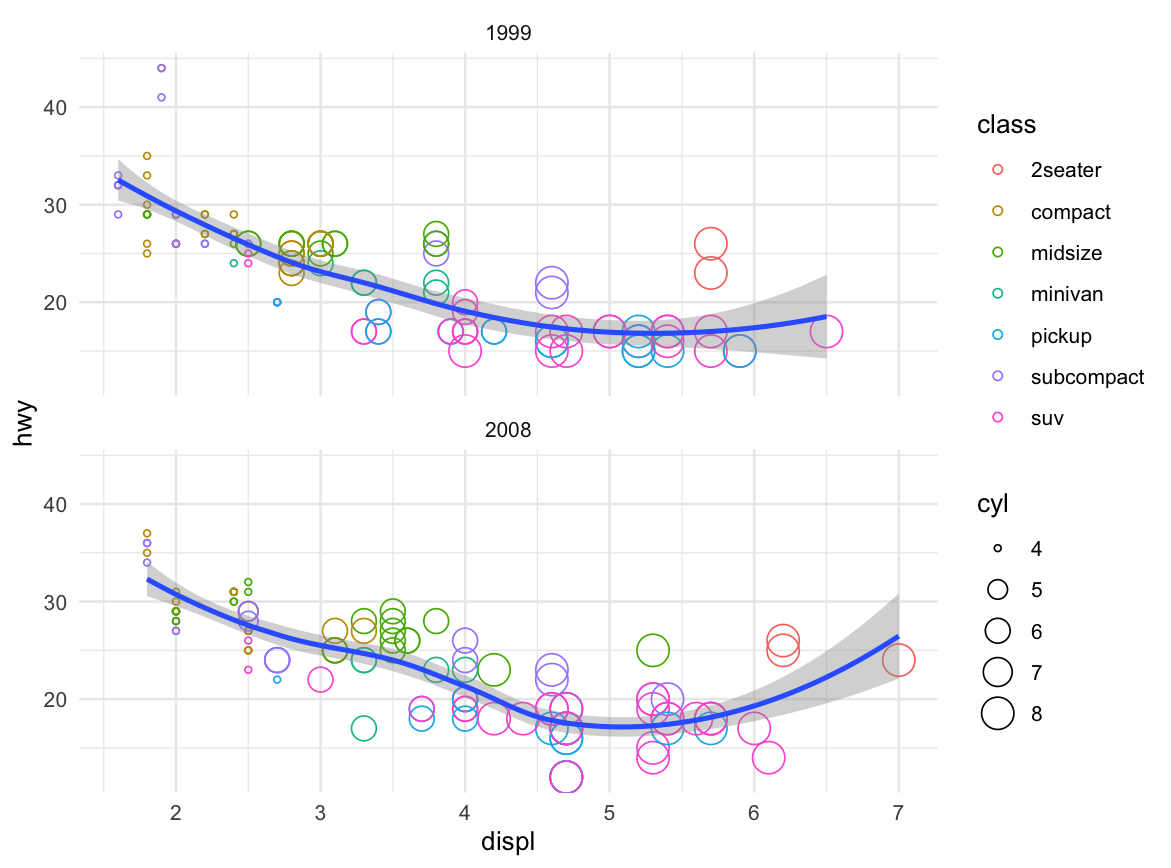 1999
40
30
20
hwy
2008
40
30
20
2 3 4 5 6 7
displ
class
2seater
compact
midsize
minivan
pickup
subcompact
suv
cyl
4
5
6
7
8